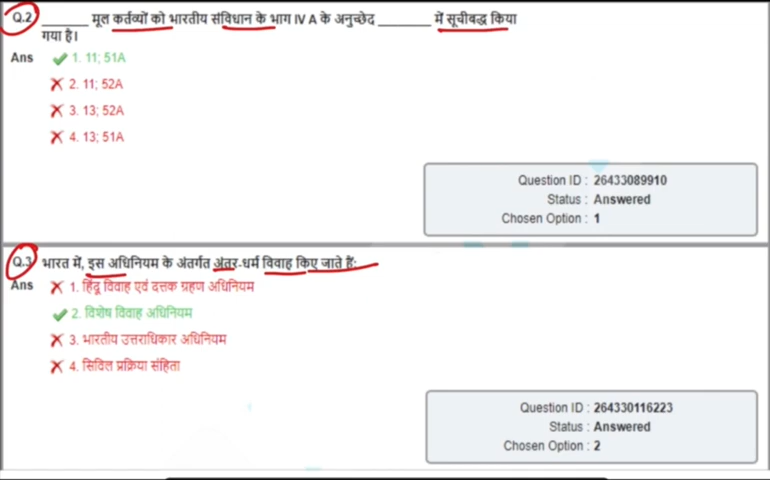 Q.2 ________ मूल कर्तव्यों को भारतीय संविधान के भाग IV A के अनुच्छेद ________ में सूचीबद्ध किया
गया है।
Ans 1. 11; 51A
2. 11; 52A
3. 13; 52A
4. 13; 51A
Question ID : 26433089910
Status : Answered
Chosen Option : 1
Q.3 भारत में, इस अधिनियम के अंतर्गत अंतर-धर्म विवाह किए जाते हैं:
Ans 1. हिंदू विवाह एवं दत्तक ग्रहण अधिनियम
2. विशेष विवाह अधिनियम
3. भारतीय उत्तराधिकार अधिनियम
4. सिविल प्रक्रिया संहिता
Question ID : 264330116223
Status : Answered
Chosen Option : 2